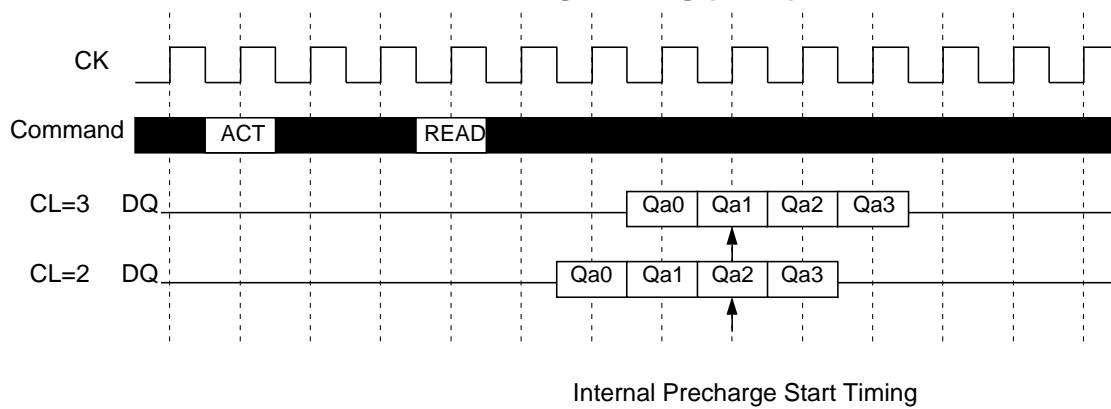 CK
Command ACT READ
CL=3 DQ Qa0 Qa1 Qa2 Qa3
CL=2 DQ Qa0 Qa1 Qa2 Qa3
Internal Precharge Start Timing